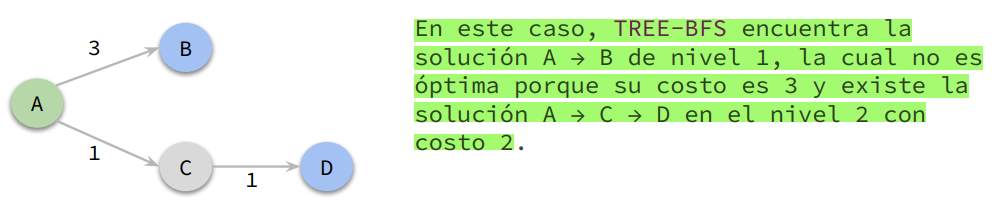 3
B
A
1
C
1
D
En este caso, TREE-BFS encuentra la
solución A → B de nivel 1, la cual no es
óptima porque su costo es 3 y existe la
solución A → C → D en el nivel 2 con
costo 2.